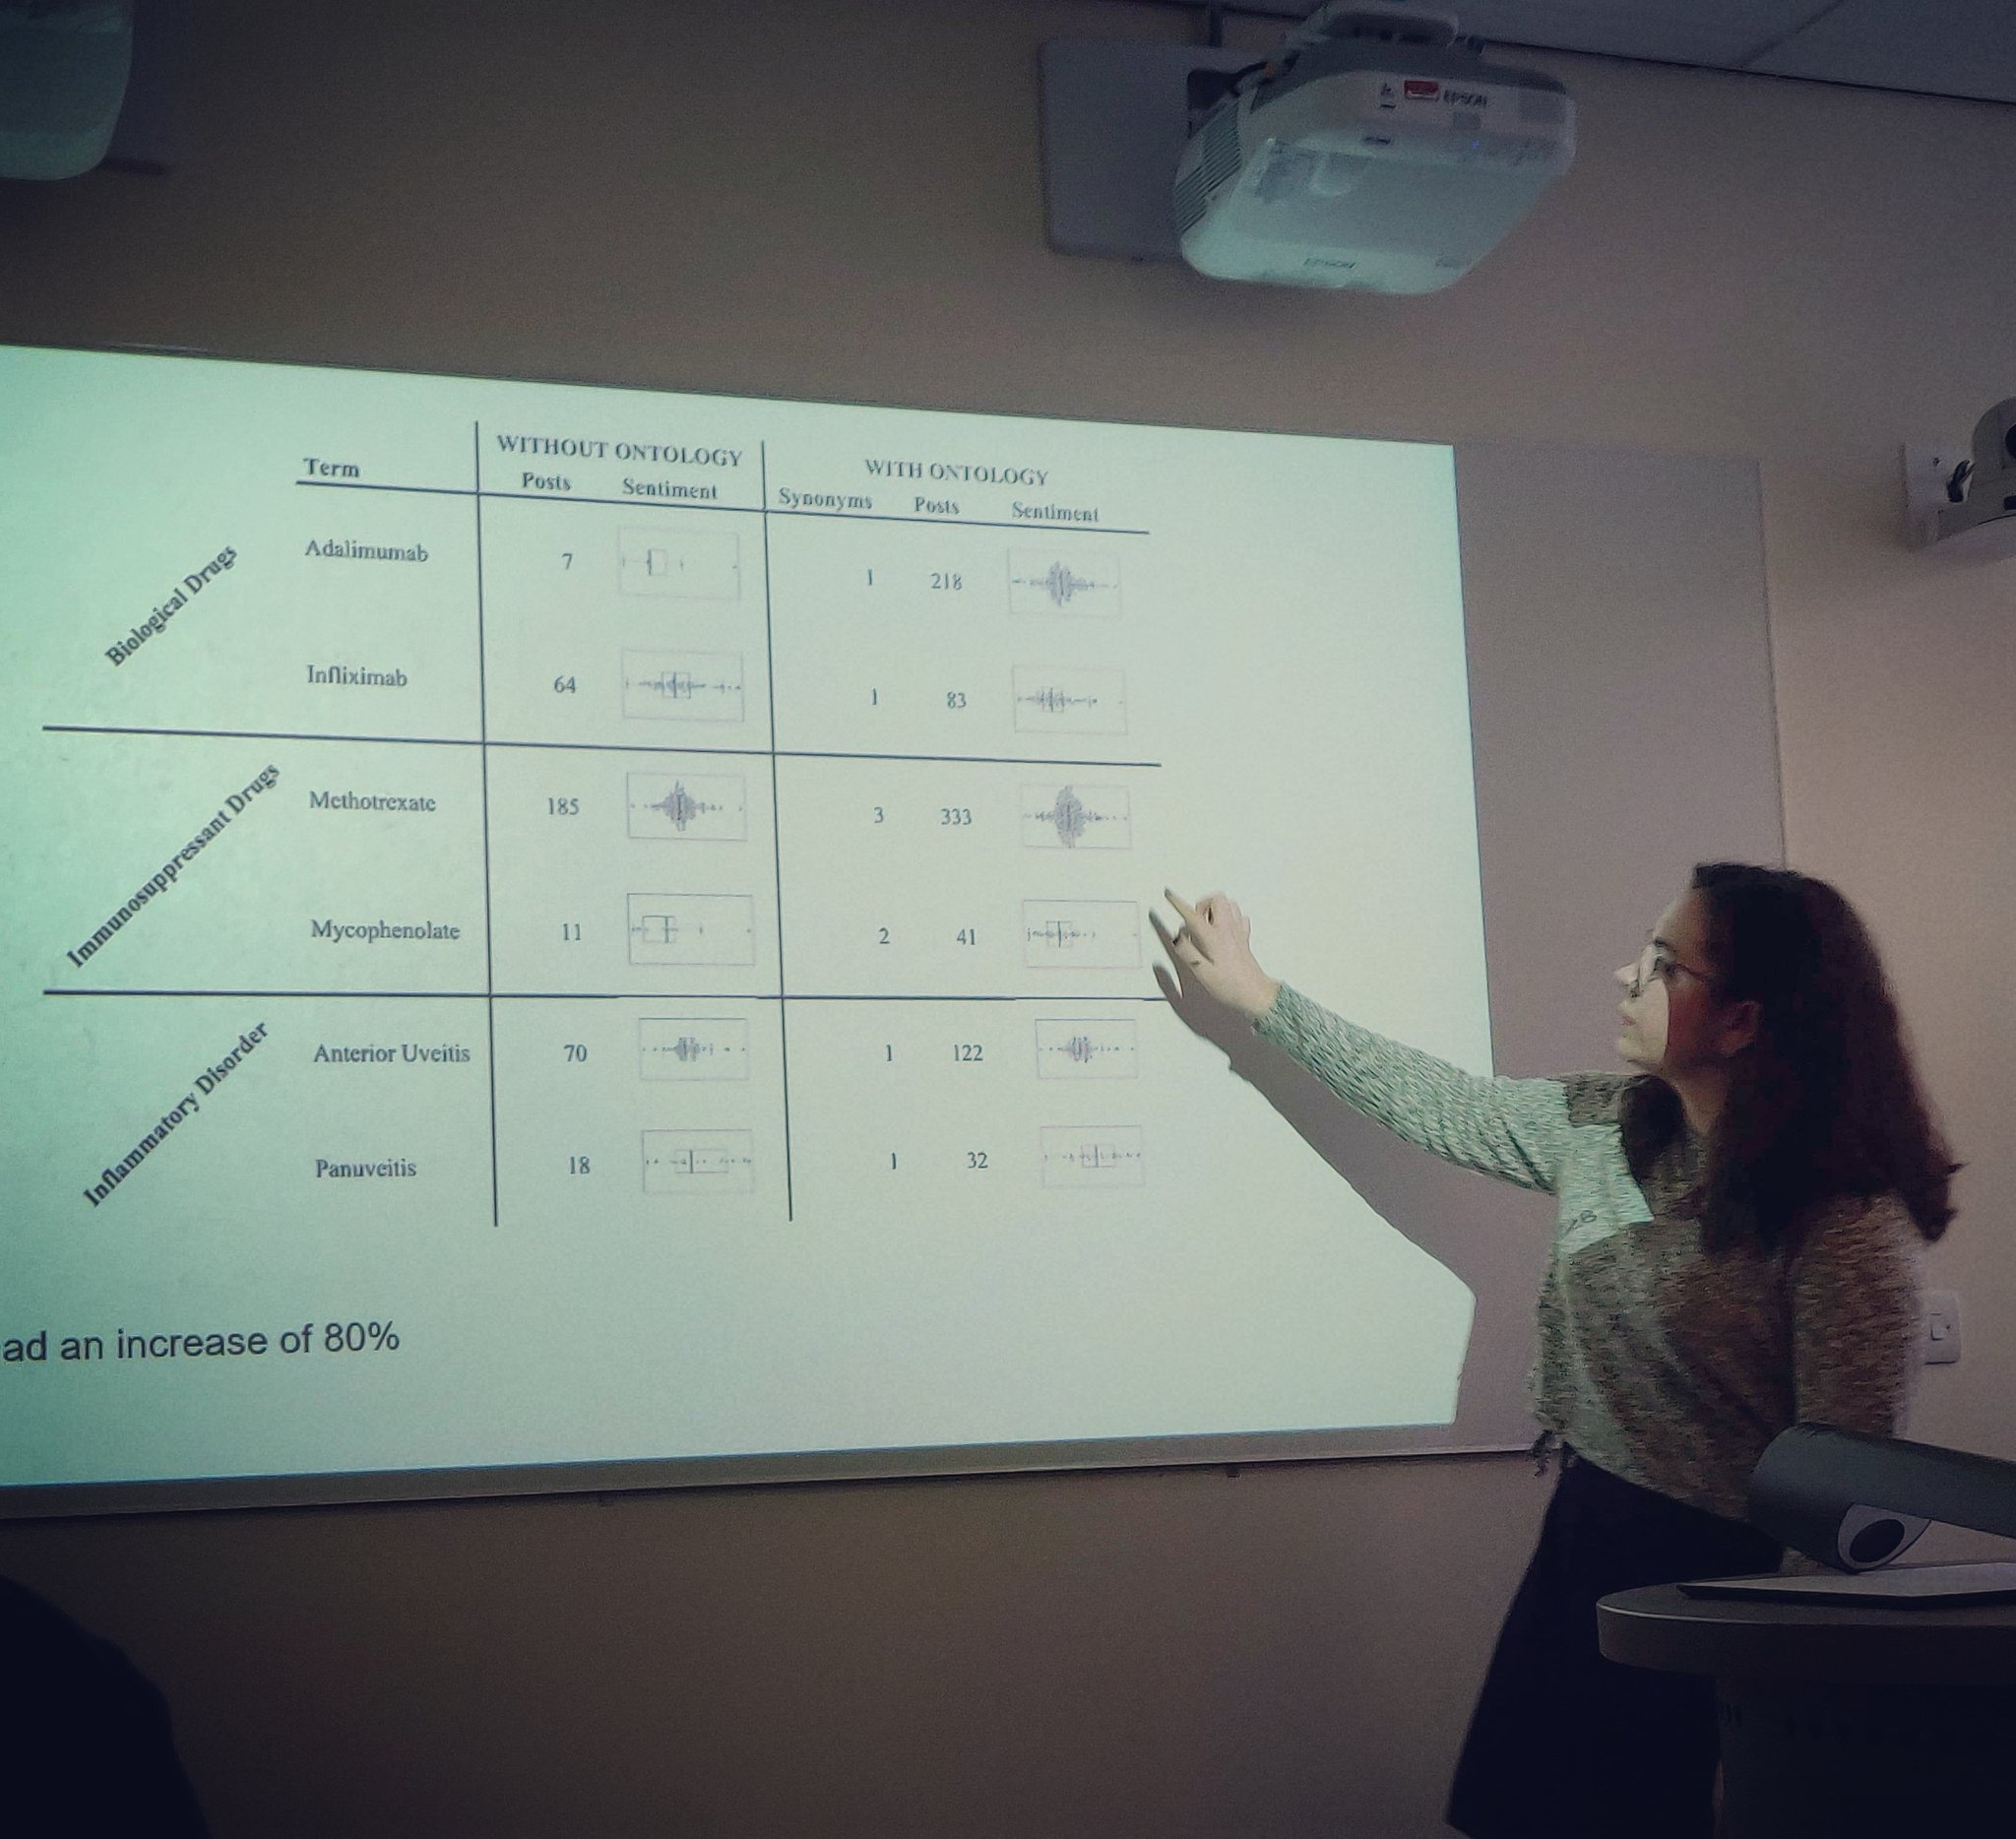 EPSON
EPSON
WITHOUT ONTOLOGY
WITH ONTOLOGY
Term Posts Sentiment Synonyms Posts Sentiment
Biological Drugs
Adalimumab 7 1 218
Infliximab 64 1 83
Immunosuppressant Drugs
Methotrexate 185 3 333
Mycophenolate 11 2 41
Inflammatory Disorder
Anterior Uveitis 70 1 122
Panuveitis 18 1 32
ad an increase of 80%